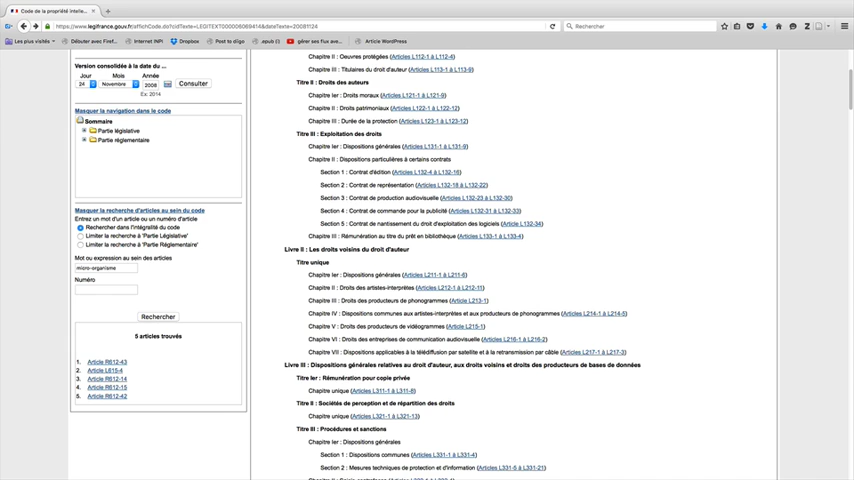 Code de la propriété intelle...
https://www.legifrance.gouv.fr/affichCode.do?cidTexte=LEGITEXT000006069414&dateTexte=20081124
Rechercher
Les plus visités
Débuter avec Firef...
Internet INPI
Dropbox
Post to diigo
.epub (i)
gérer ses flux ave...
Article WordPress
Version consolidée à la date du ...
Jour Mois Année
24 Novembre 2008 Consulter
Ex. 2014
Masquer la navigation dans le code
Sommaire
Partie législative
Partie réglementaire
Masquer la recherche d'articles au sein du code
Entrez un mot d'un article ou un numéro d'article
Rechercher dans l'intégralité du code
Limiter la recherche à 'Partie Législative'
Limiter la recherche à 'Partie Réglementaire'
Mot ou expression au sein des articles
micro-organisme
Numéro
Rechercher
5 articles trouvés
1. Article R612-43
2. Article L615-4
3. Article R612-14
4. Article R612-15
5. Article R612-42
Chapitre II : Oeuvres protégées (Articles L112-1 à L112-4)
Chapitre III : Titulaires du droit d'auteur (Articles L113-1 à L113-9)
Titre II : Droits des auteurs
Chapitre Ier : Droits moraux (Articles L121-1 à L121-9)
Chapitre II : Droits patrimoniaux (Articles L122-1 à L122-12)
Chapitre III : Durée de la protection (Articles L123-1 à L123-12)
Titre III : Exploitation des droits
Chapitre Ier : Dispositions générales (Articles L131-1 à L131-9)
Chapitre II : Dispositions particulières à certains contrats
Section 1 : Contrat d'édition (Articles L132-4 à L132-16)
Section 2 : Contrat de représentation (Articles L132-18 à L132-22)
Section 3 : Contrat de production audiovisuelle (Articles L132-23 à L132-30)
Section 4 : Contrat de commande pour la publicité (Articles L132-31 à L132-33)
Section 5 : Contrat de nantissement du droit d'exploitation des logiciels (Article L132-34)
Chapitre III : Rémunération au titre du prêt en bibliothèque (Articles L133-1 à L133-4)
Livre II : Les droits voisins du droit d'auteur
Titre unique
Chapitre Ier : Dispositions générales (Articles L211-1 à L211-6)
Chapitre II : Droits des artistes-interprètes (Articles L212-1 à L212-11)
Chapitre III : Droits des producteurs de phonogrammes (Article L213-1)
Chapitre IV : Dispositions communes aux artistes-interprètes et aux producteurs de phonogrammes (Articles L214-1 à L214-5)
Chapitre V : Droits des producteurs de vidéogrammes (Article L215-1)
Chapitre VI : Droits des entreprises de communication audiovisuelle (Articles L216-1 à L216-2)
Chapitre VII : Dispositions applicables à la télédiffusion par satellite et à la retransmission par câble (Articles L217-1 à L217-3)
Livre III : Dispositions générales relatives au droit d'auteur, aux droits voisins et droits des producteurs de bases de données
Titre Ier : Rémunération pour copie privée
Chapitre unique (Articles L311-1 à L311-8)
Titre II : Sociétés de perception et de répartition des droits
Chapitre unique (Articles L321-1 à L321-13)
Titre III : Procédures et sanctions
Chapitre Ier : Dispositions générales
Section 1 : Dispositions communes (Articles L331-1 à L331-4)
Section 2 : Mesures techniques de protection et d'information (Articles L331-5 à L331-21)